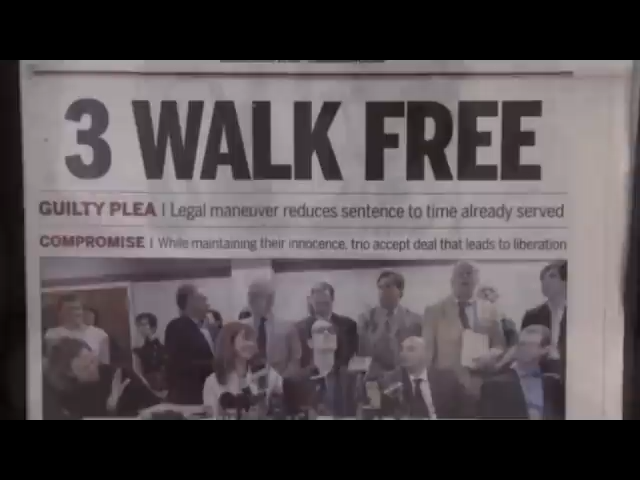 3 WALK FREE
GUILTY PLEA | Legal maneuver reduces sentence to time already served
COMPROMISE | While maintaining their innocence, trio accept deal that leads to liberation